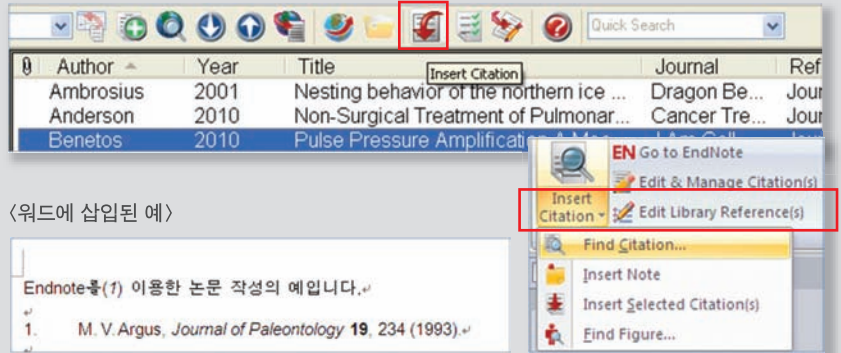 Quick Search
Author Year Title Journal Ref
Insert Citation
Ambrosius 2001 Nesting behavior of the northern ice ... Dragon Be... Jour
Anderson 2010 Non-Surgical Treatment of Pulmonar... Cancer Tre... Jour
Benetos 2010 Pulse Pressure Amplification A
EN Go to EndNote
Edit & Manage Citation(s)
Insert Citation
Edit Library Reference(s)
Find Citation...
Insert Note
Insert Selected Citation(s)
Find Figure...
〈워드에 삽입된 예〉
Endnote를(1) 이용한 논문 작성의 예입니다.
1. M. V. Argus, Journal of Paleontology 19, 234 (1993).